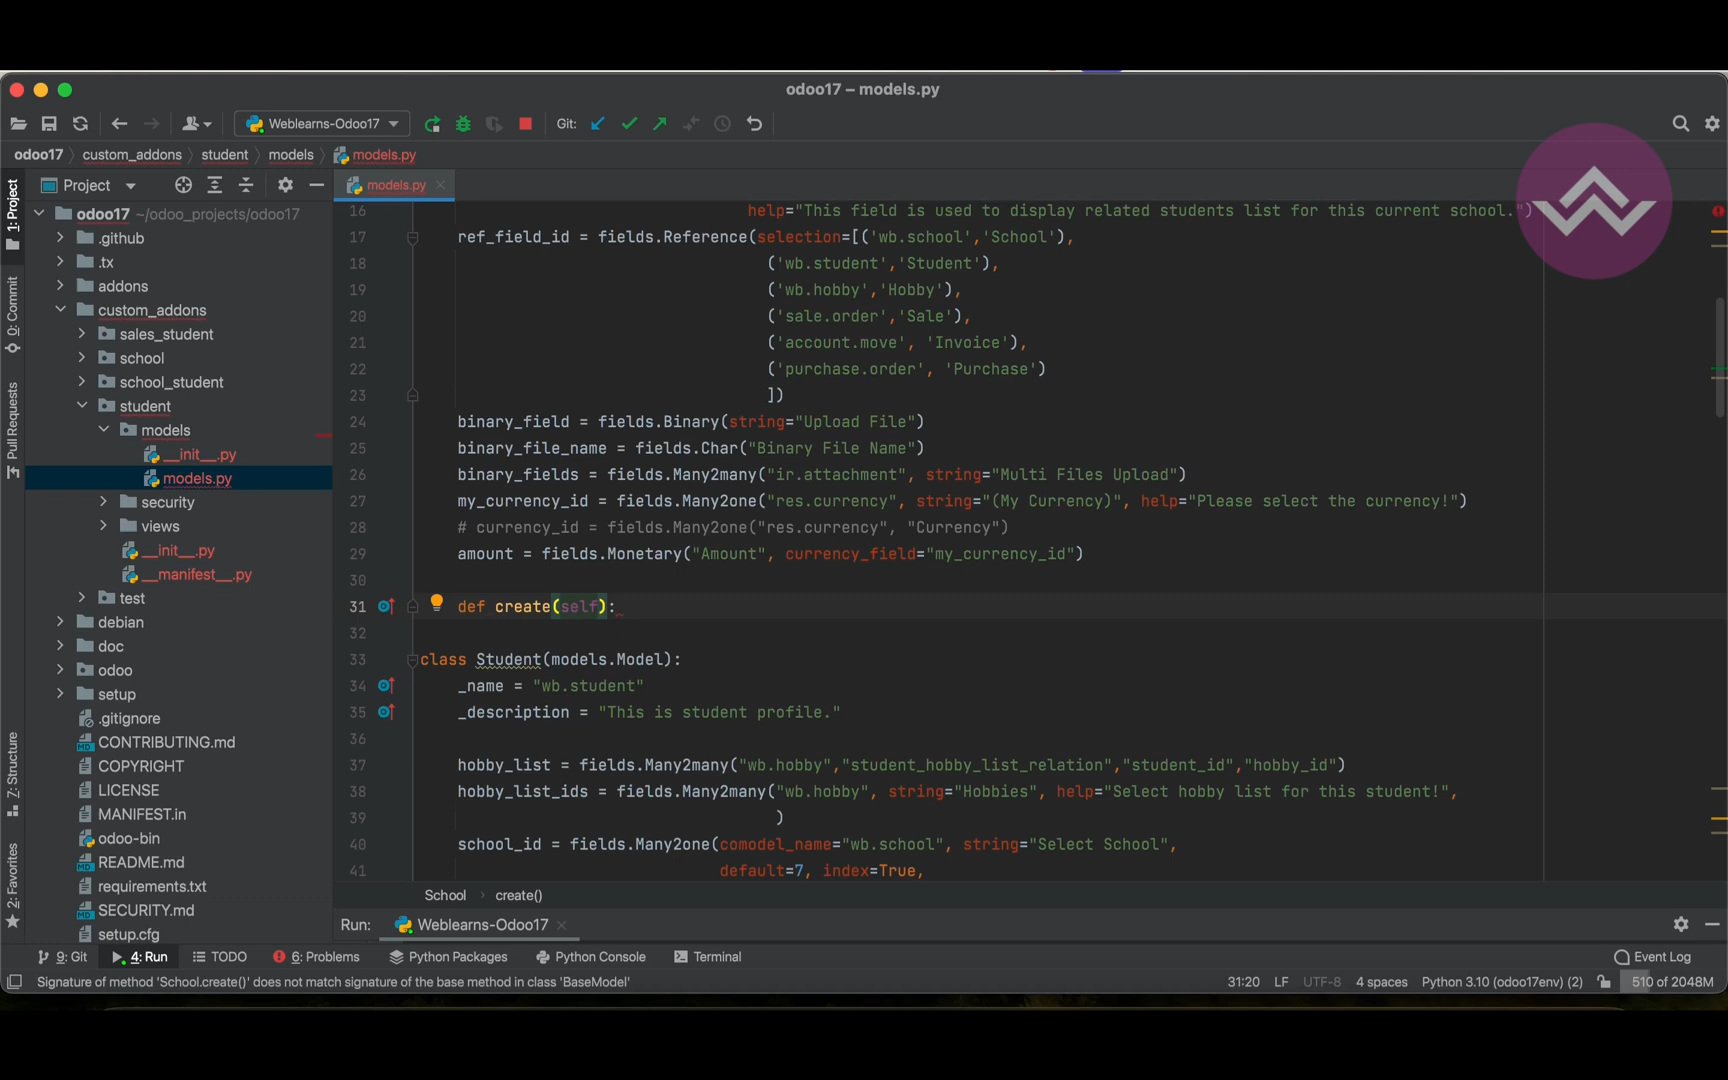 odoo17 – models.py
Weblearns-Odoo17
Git:
odoo17
custom_addons
student
models
models.py
Project
models.py
1: Project
0: Commit
Pull Requests
Z: Structure
2: Favorites
odoo17 ~/odoo_projects/odoo17
.github
.tx
addons
custom_addons
sales_student
school
school_student
student
models
__init__.py
models.py
security
views
__init__.py
__manifest__.py
test
debian
doc
odoo
setup
.gitignore
CONTRIBUTING.md
COPYRIGHT
LICENSE
MANIFEST.in
odoo-bin
README.md
requirements.txt
SECURITY.md
setup.cfg
16 help="This field is used to display related students list for this current school.")
17 ref_field_id = fields.Reference(selection=[('wb.school','School'),
18 ('wb.student','Student'),
19 ('wb.hobby','Hobby'),
20 ('sale.order','Sale'),
21 ('account.move', 'Invoice'),
22 ('purchase.order', 'Purchase')
23 ])
24 binary_field = fields.Binary(string="Upload File")
25 binary_file_name = fields.Char("Binary File Name")
26 binary_fields = fields.Many2many("ir.attachment", string="Multi Files Upload")
27 my_currency_id = fields.Many2one("res.currency", string="(My Currency)", help="Please select the currency!")
28 # currency_id = fields.Many2one("res.currency", "Currency")
29 amount = fields.Monetary("Amount", currency_field="my_currency_id")
30
31 def create(self):
32
33 class Student(models.Model):
34 _name = "wb.student"
35 _description = "This is student profile."
36
37 hobby_list = fields.Many2many("wb.hobby","student_hobby_list_relation","student_id","hobby_id")
38 hobby_list_ids = fields.Many2many("wb.hobby", string="Hobbies", help="Select hobby list for this student!",
39 )
40 school_id = fields.Many2one(comodel_name="wb.school", string="Select School",
41 default=7, index=True,
School
create()
Run:
Weblearns-Odoo17
9: Git
4: Run
TODO
6: Problems
Python Packages
Python Console
Terminal
Event Log
Signature of method 'School.create()' does not match signature of the base method in class 'BaseModel'
31:20 LF UTF-8 4 spaces Python 3.10 (odoo17env) (2) 510 of 2048M